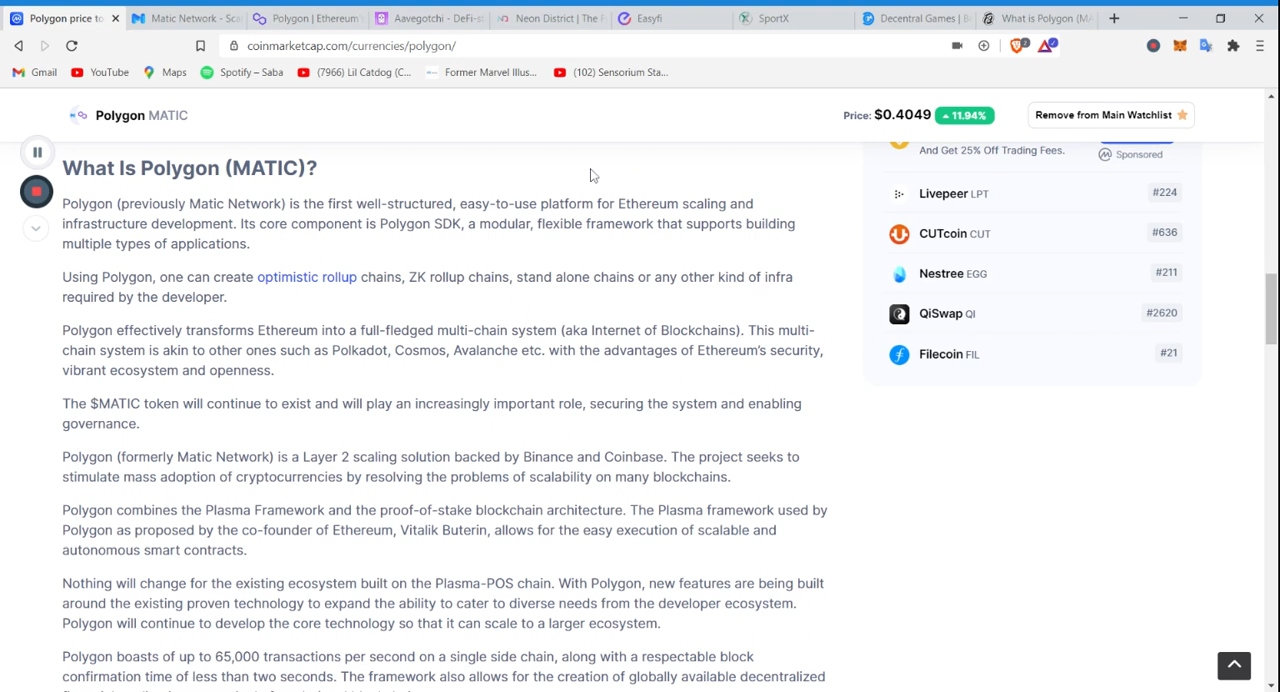 Polygon price to
Matic Network - Sca
Polygon | Ethereum'
Aavegotchi - DeFi-st
Neon District | The F
Easyfi
SportX
Decentral Games | B
What is Polygon (MA
coinmarketcap.com/currencies/polygon/
2
Gmail
YouTube
Maps
Spotify – Saba
(7966) Lil Catdog (C...
Former Marvel Illus...
(102) Sensorium Sta...
Polygon MATIC
Price: $0.4049 11.94%
Remove from Main Watchlist
And Get 25% Off Trading Fees.
Sponsored
What Is Polygon (MATIC)?
Polygon (previously Matic Network) is the first well-structured, easy-to-use platform for Ethereum scaling and
infrastructure development. Its core component is Polygon SDK, a modular, flexible framework that supports building
multiple types of applications.
Using Polygon, one can create optimistic rollup chains, ZK rollup chains, stand alone chains or any other kind of infra
required by the developer.
Polygon effectively transforms Ethereum into a full-fledged multi-chain system (aka Internet of Blockchains). This multi-
chain system is akin to other ones such as Polkadot, Cosmos, Avalanche etc. with the advantages of Ethereum's security,
vibrant ecosystem and openness.
The $MATIC token will continue to exist and will play an increasingly important role, securing the system and enabling
governance.
Polygon (formerly Matic Network) is a Layer 2 scaling solution backed by Binance and Coinbase. The project seeks to
stimulate mass adoption of cryptocurrencies by resolving the problems of scalability on many blockchains.
Polygon combines the Plasma Framework and the proof-of-stake blockchain architecture. The Plasma framework used by
Polygon as proposed by the co-founder of Ethereum, Vitalik Buterin, allows for the easy execution of scalable and
autonomous smart contracts.
Nothing will change for the existing ecosystem built on the Plasma-POS chain. With Polygon, new features are being built
around the existing proven technology to expand the ability to cater to diverse needs from the developer ecosystem.
Polygon will continue to develop the core technology so that it can scale to a larger ecosystem.
Polygon boasts of up to 65,000 transactions per second on a single side chain, along with a respectable block
confirmation time of less than two seconds. The framework also allows for the creation of globally available decentralized
Livepeer LPT #224
CUTcoin CUT #636
Nestree EGG #211
QiSwap QI #2620
Filecoin FIL #21